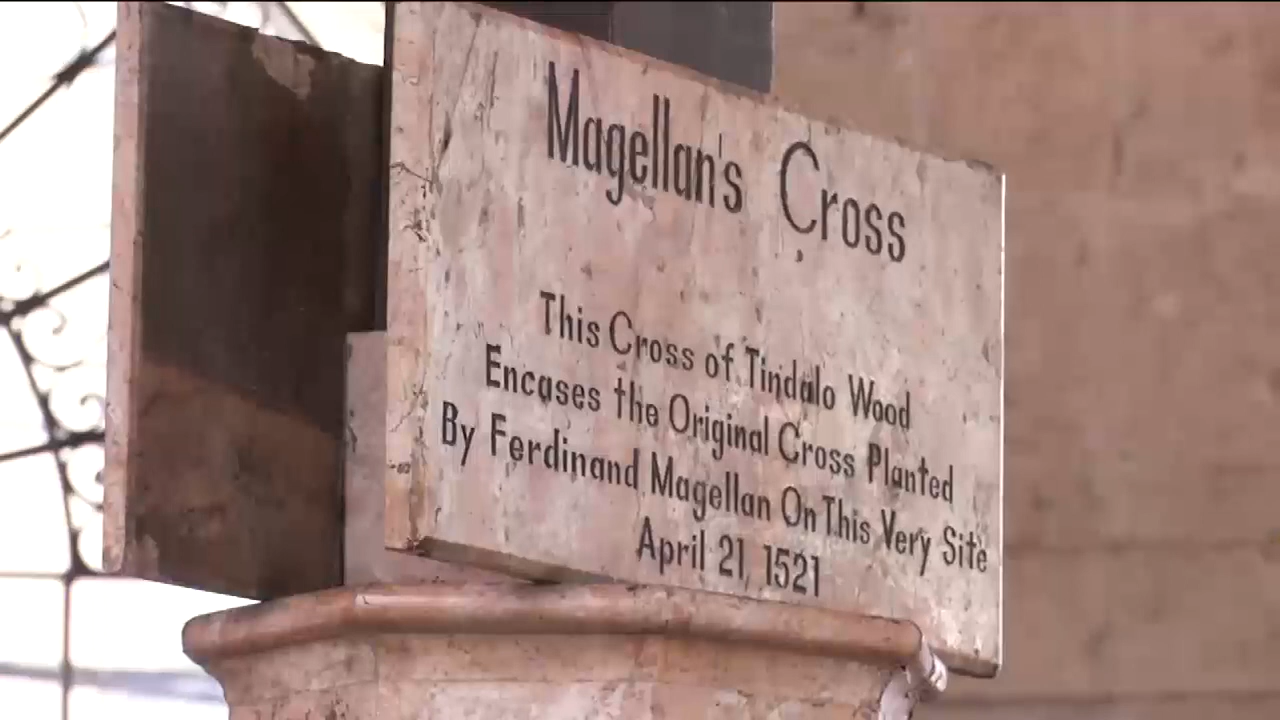 Magellan's Cross
This Cross of Tindalo Wood
Encases the Original Cross Planted
By Ferdinand Magellan On This Very Site
April 21, 1521